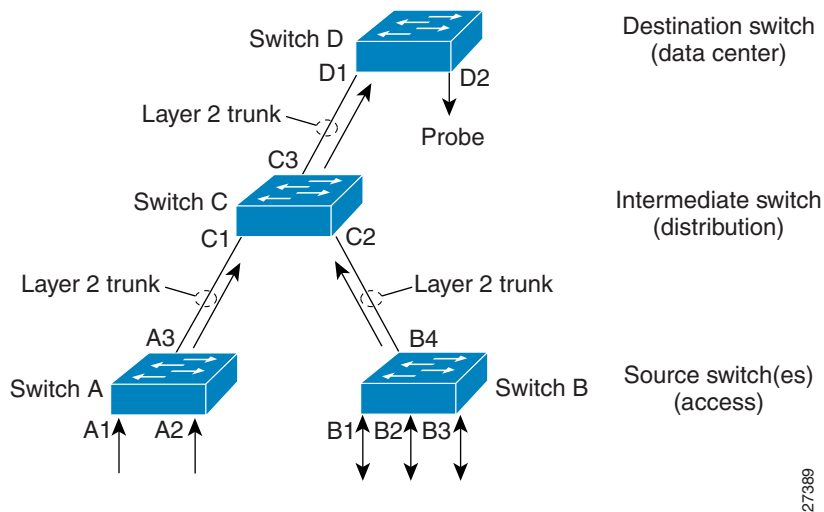 Switch D
Destination switch
(data center)
D1
D2
Layer 2 trunk
Probe
C3
Switch C
Intermediate switch
(distribution)
C1
C2
Layer 2 trunk
Layer 2 trunk
A3
B4
Switch A
Switch B
Source switch(es)
(access)
A1
A2
B1
B2
B3
27389